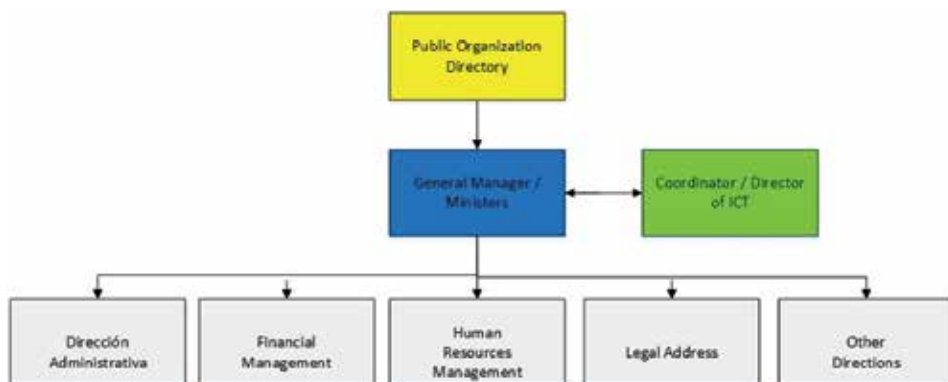 Public Organization
Directory
General Manager /
Ministers
Coordinator / Director
of ICT
Dirección
Administrativa
Financial
Management
Human
Resources
Management
Legal Address
Other
Directions